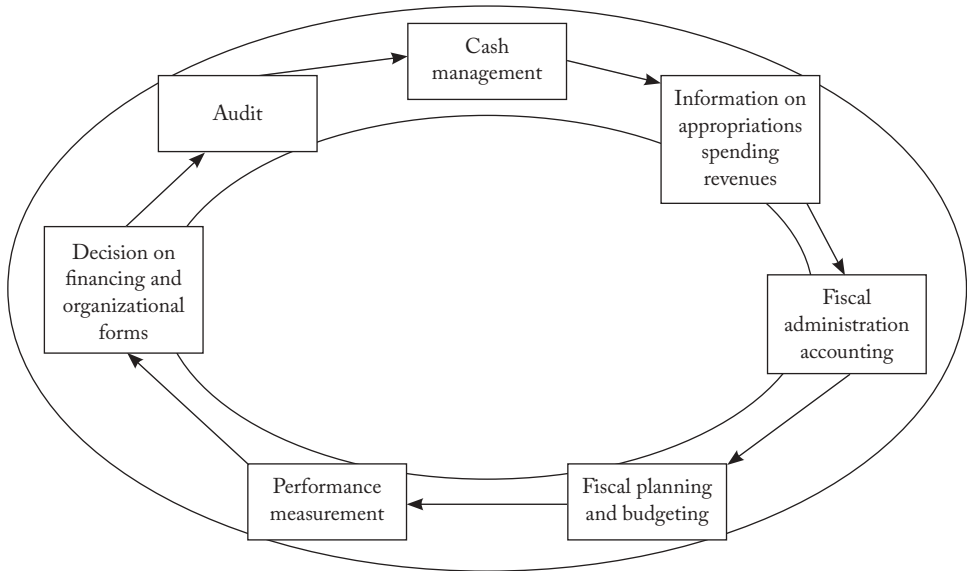 Cash
management
Information on
appropriations
spending
revenues
Audit
Decision on
financing and
organizational
forms
Fiscal
administration
accounting
Performance
measurement
Fiscal planning
and budgeting